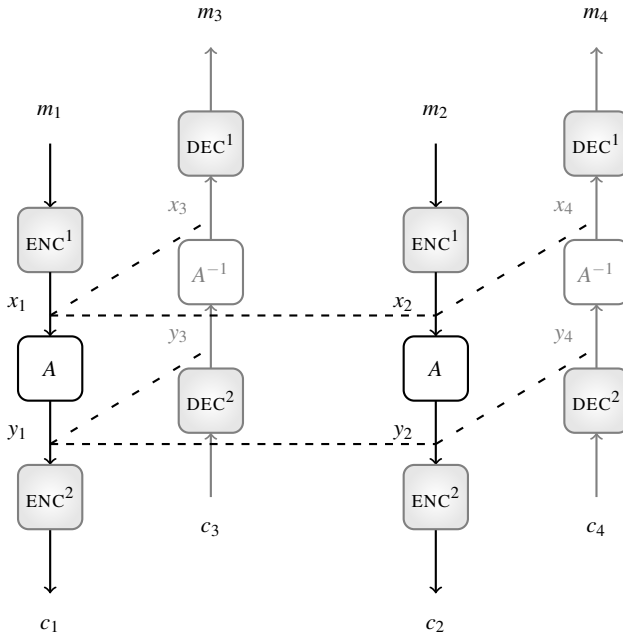 m₃ m₄
m₁ m₂
DEC¹ DEC¹
x₃ x₄
ENC¹ ENC¹
A⁻¹ A⁻¹
x₁ x₂
y₃ y₄
A A
DEC² DEC²
y₁ y₂
ENC² ENC²
c₃ c₄
c₁ c₂